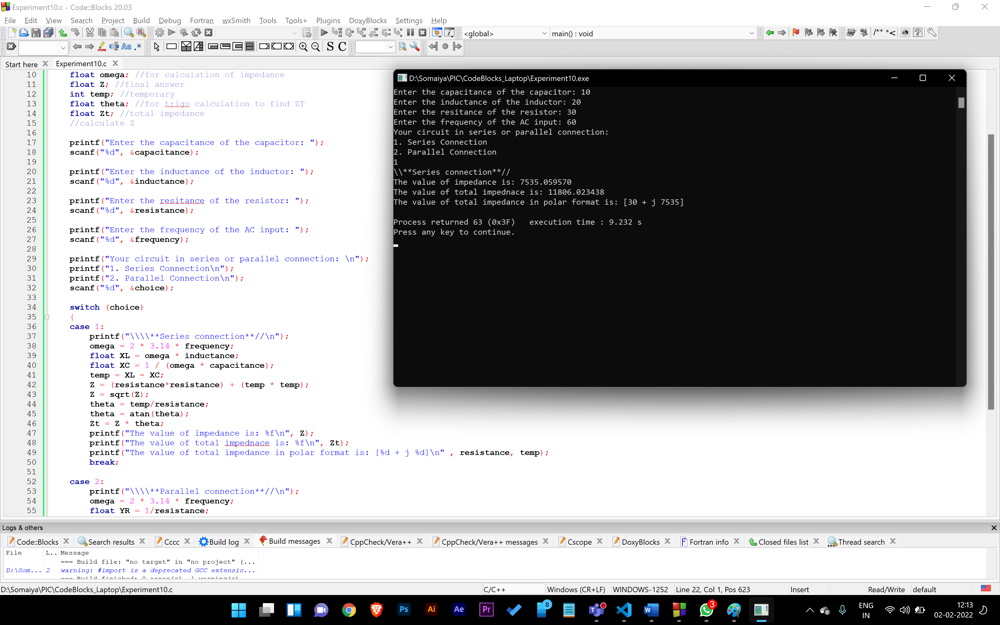 Experiment10.c - Code::Blocks 20.03
File Edit View Search Project Build Debug Fortran wxSmith Tools Tools+ Plugins DoxyBlocks Settings Help
<global> main() : void /** *<
Aa .* S C
Start here Experiment10.c
10 float omega; //for calculation of impedance
11 float Z; //final answer
12 int temp; //temporary
13 float theta; //for trigo calculation to find ZT
14 float Zt; //total impedance
15 //calculate Z
16
17 printf("Enter the capacitance of the capacitor: ");
18 scanf("%d", &capacitance);
19
20 printf("Enter the inductance of the inductor: ");
21 scanf("%d", &inductance);
22
23 printf("Enter the resitance of the resistor: ");
24 scanf("%d", &resistance);
25
26 printf("Enter the frequency of the AC input: ");
27 scanf("%d", &frequency);
28
29 printf("Your circuit in series or parallel connection: \n");
30 printf("1. Series Connection\n");
31 printf("2. Parallel Connection\n");
32 scanf("%d", &choice);
33
34 switch (choice)
35 {
36 case 1:
37 printf("\\\\**Series connection**//\n");
38 omega = 2 * 3.14 * frequency;
39 float XL = omega * inductance;
40 float XC = 1 / (omega * capacitance);
41 temp = XL - XC;
42 Z = (resistance*resistance) + (temp * temp);
43 Z = sqrt(Z);
44 theta = temp/resistance;
45 theta = atan(theta);
46 Zt = Z * theta;
47 printf("The value of impedance is: %f\n", Z);
48 printf("The value of total impednace is: %f\n", Zt);
49 printf("The value of total impedance in polar format is: [%d + j %d]\n" , resistance, temp);
50 break;
51
52 case 2:
53 printf("\\\\**Parallel connection**//\n");
54 omega = 2 * 3.14 * frequency;
55 float YR = 1/resistance;
D:\Somaiya\PIC\CodeBlocks_Laptop\Experiment10.exe
Enter the capacitance of the capacitor: 10
Enter the inductance of the inductor: 20
Enter the resitance of the resistor: 30
Enter the frequency of the AC input: 60
Your circuit in series or parallel connection:
1. Series Connection
2. Parallel Connection
1
\\**Series connection**//
The value of impedance is: 7535.059570
The value of total impednace is: 11806.023438
The value of total impedance in polar format is: [30 + j 7535]
Process returned 63 (0x3F) execution time : 9.232 s
Press any key to continue.
Logs & others
Code::Blocks Search results Cccc Build log Build messages CppCheck/Vera++ CppCheck/Vera++ messages Cscope DoxyBlocks Fortran info Closed files list Thread search
File L.. Message
=== Build file: "no target" in "no project" (...
D:\Som... 2 warning: #import is a deprecated GCC extensio...
=== Build finished: 0 error(s), 1 warning(s)
D:\Somaiya\PIC\CodeBlocks_Laptop\Experiment10.c C/C++ Windows (CR+LF) WINDOWS-1252 Line 22, Col 1, Pos 623 Insert Read/Write default
Ps Ai Ae Pr 8 T W 3 ENG IN 12:13 02-02-2022